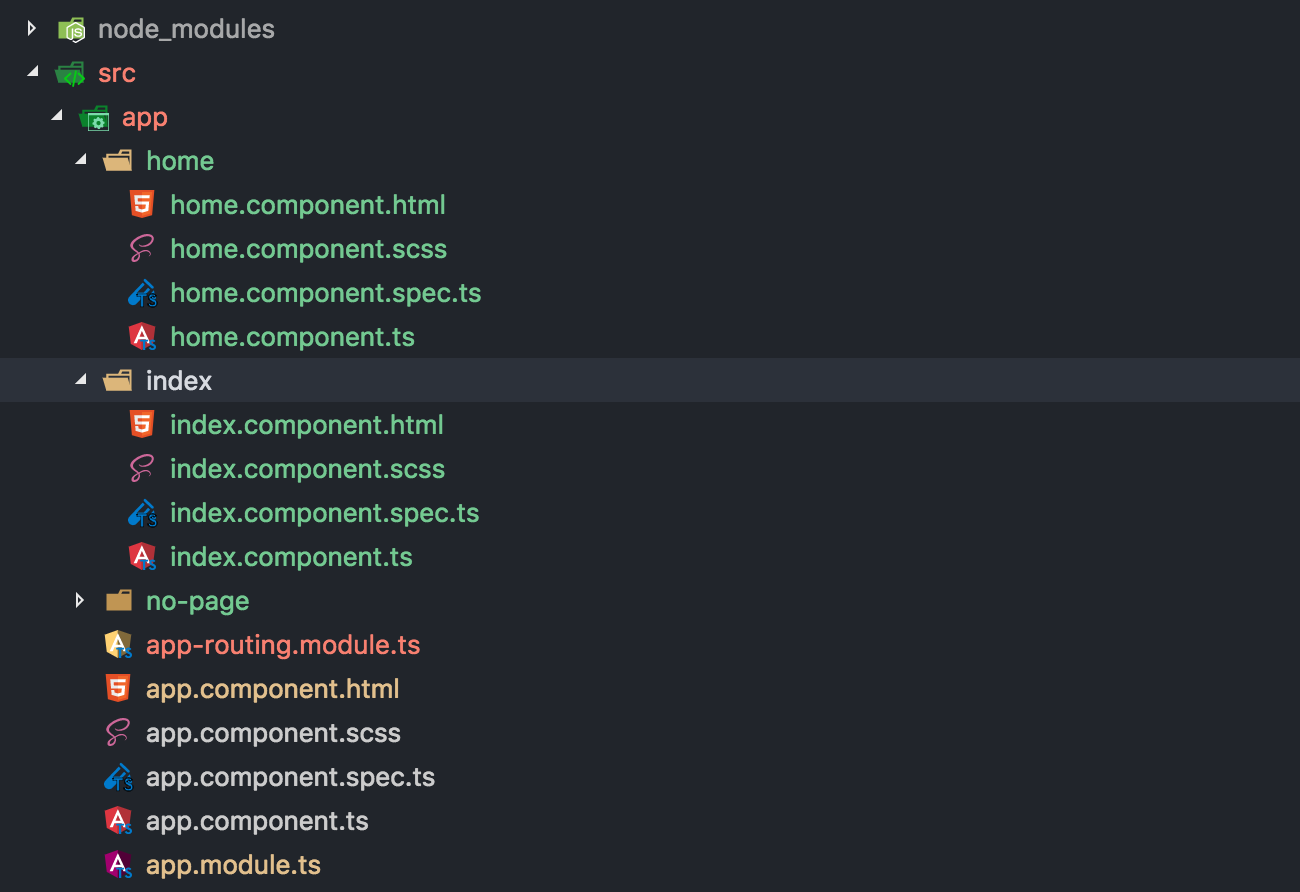 node_modules
src
app
home
home.component.html
home.component.scss
home.component.spec.ts
home.component.ts
index
index.component.html
index.component.scss
index.component.spec.ts
index.component.ts
no-page
app-routing.module.ts
app.component.html
app.component.scss
app.component.spec.ts
app.component.ts
app.module.ts